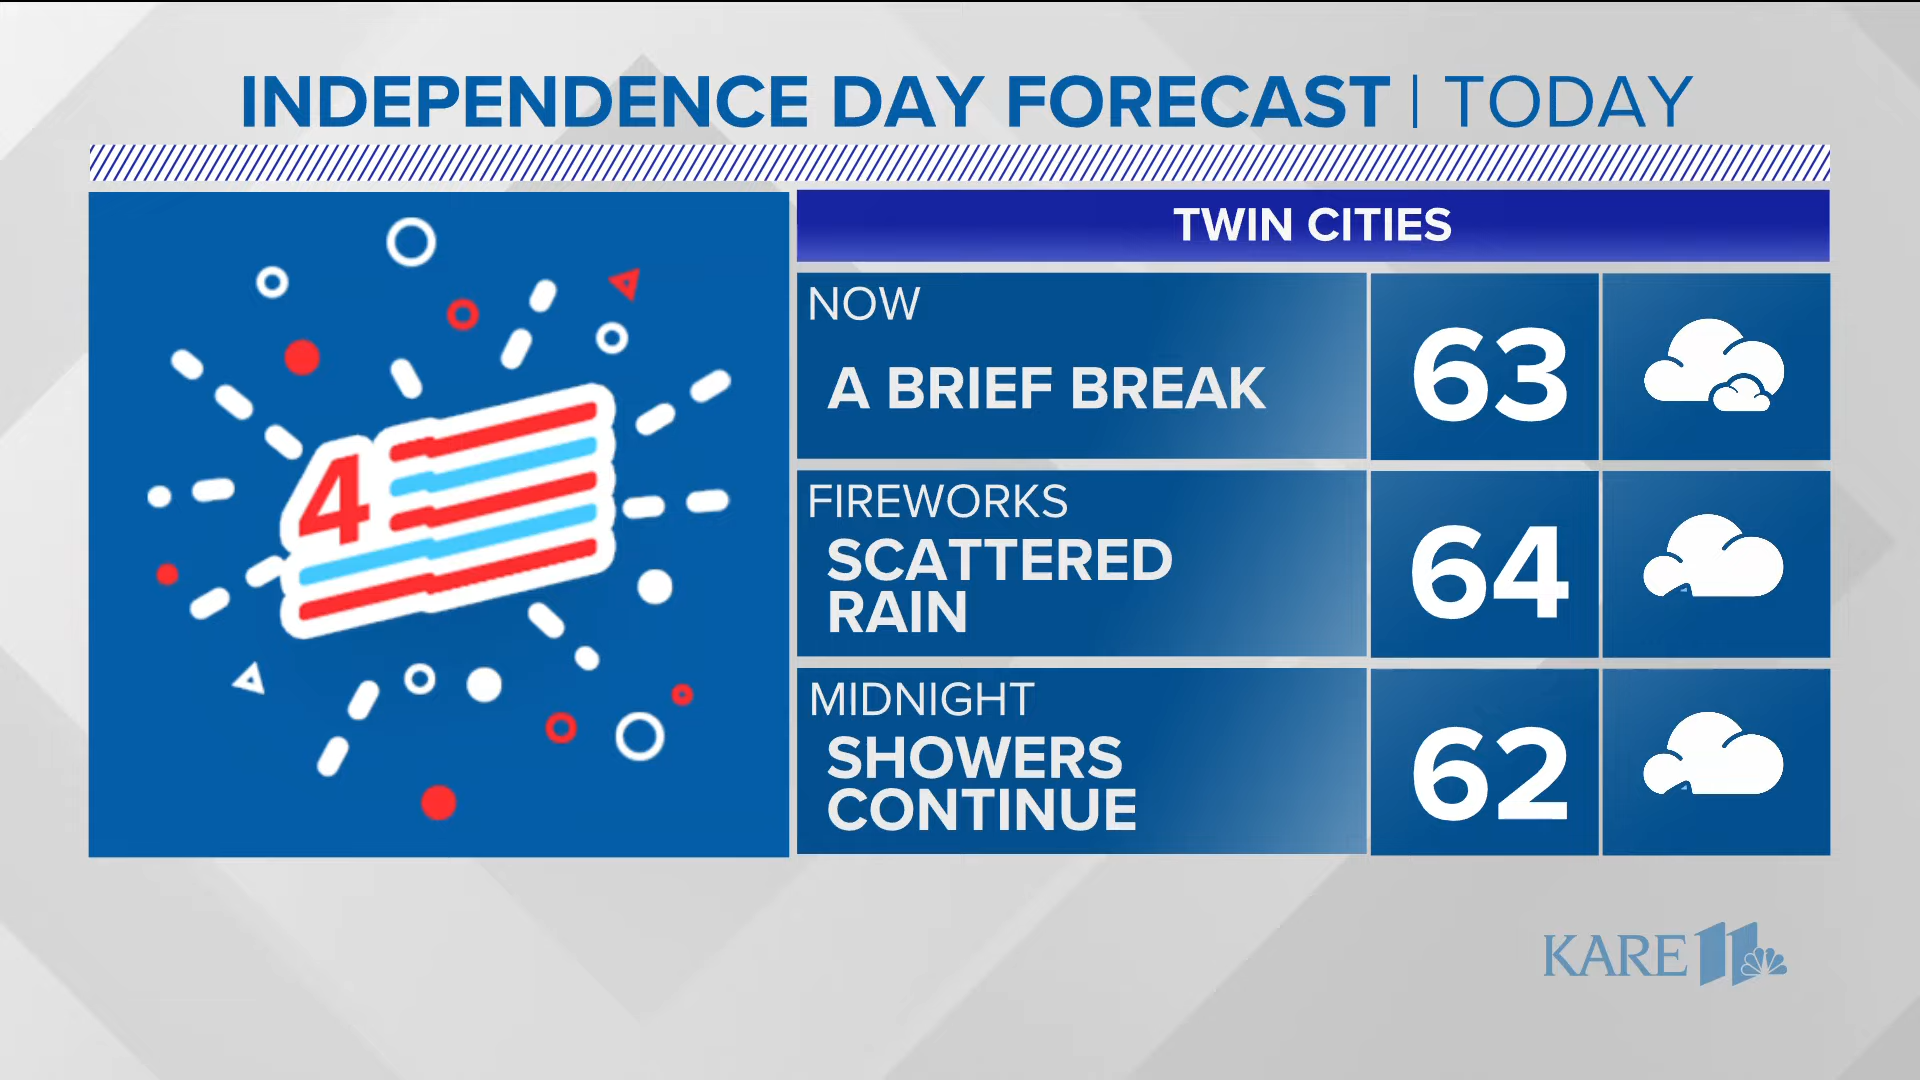 INDEPENDENCE DAY FORECAST | TODAY
4
TWIN CITIES
NOW
A BRIEF BREAK
63
FIREWORKS
SCATTERED
RAIN
64
MIDNIGHT
SHOWERS
CONTINUE
62
KARE 11